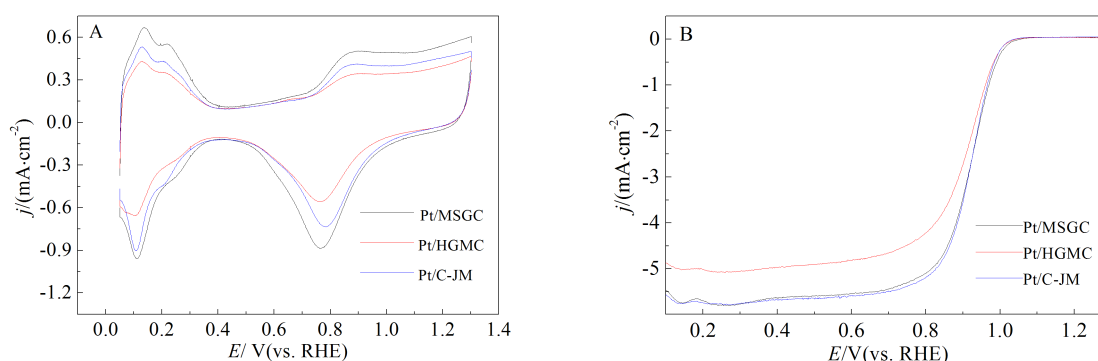 A
0.6
0.3
0.0
-0.3
-0.6
-0.9
-1.2
j/(mA·cm-2)
Pt/MSGC
Pt/HGMC
Pt/C-JM
0.0 0.2 0.4 0.6 0.8 1.0 1.2 1.4
E/ V(vs. RHE)
B
0
-1
-2
-3
-4
-5
-6
j/(mA·cm-2)
Pt/MSGC
Pt/HGMC
Pt/C-JM
0.2 0.4 0.6 0.8 1.0 1.2
E/V(vs. RHE)